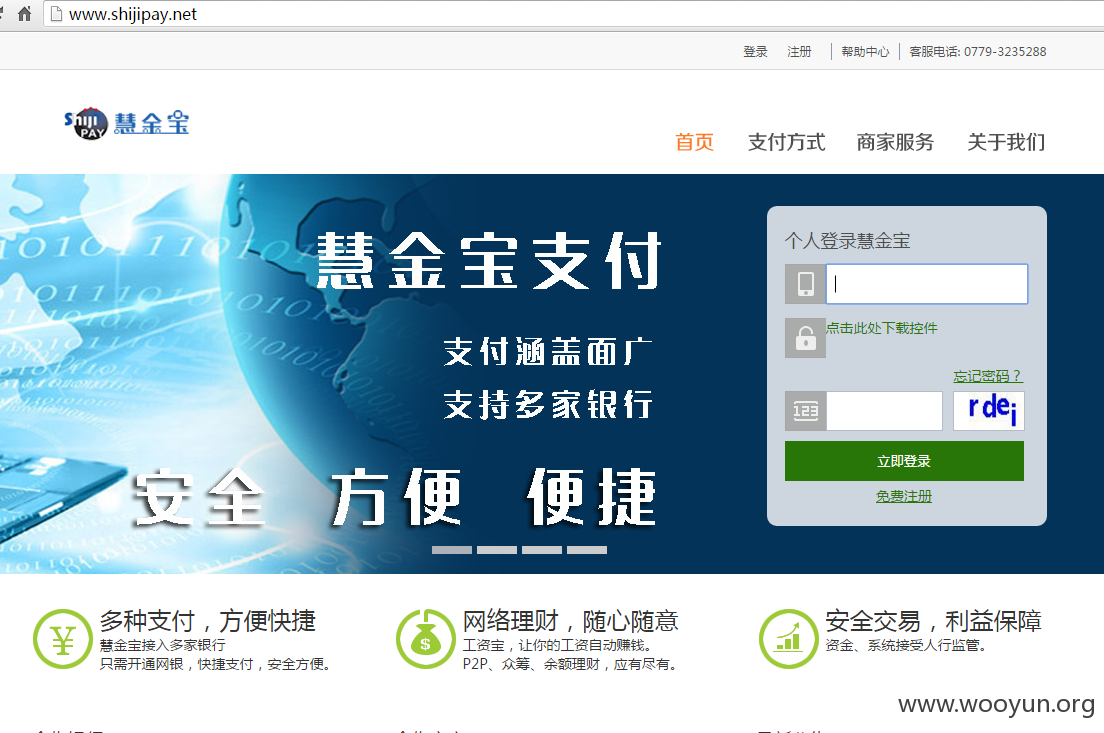 www.shijipay.net
登录 注册 帮助中心 客服电话: 0779-3235288
Shiji PAY 慧金宝
首页 支付方式 商家服务 关于我们
慧金宝支付
支付涵盖面广
支持多家银行
安全 方便 便捷
个人登录慧金宝
点击此处下载控件
忘记密码？
123
rdej
立即登录
免费注册
多种支付，方便快捷
慧金宝接入多家银行
只需开通网银，快捷支付，安全方便。
网络理财，随心随意
工资宝，让你的工资自动赚钱。
P2P、众筹、余额理财，应有尽有。
安全交易，利益保障
资金、系统接受人行监管。
www.wooyun.org